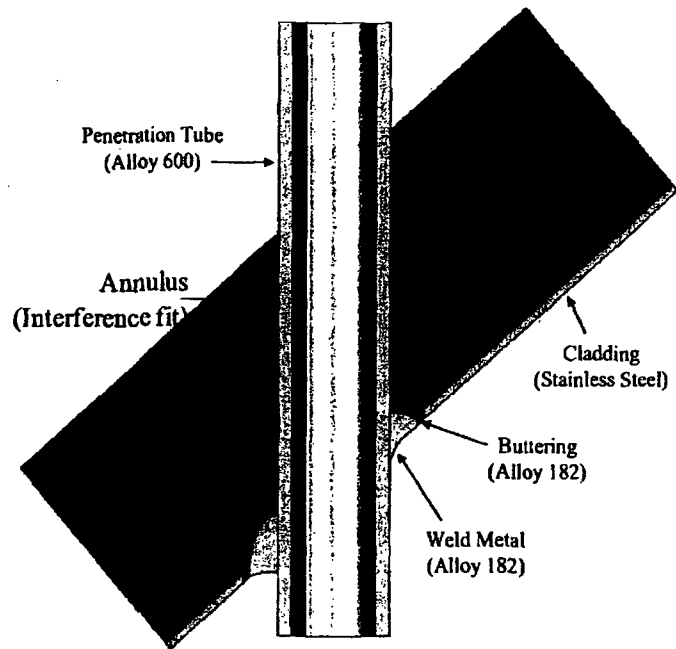 Penetration Tube
(Alloy 600)
Annulus
(Interference fit)
Cladding
(Stainless Steel)
Buttering
(Alloy 182)
Weld Metal
(Alloy 182)